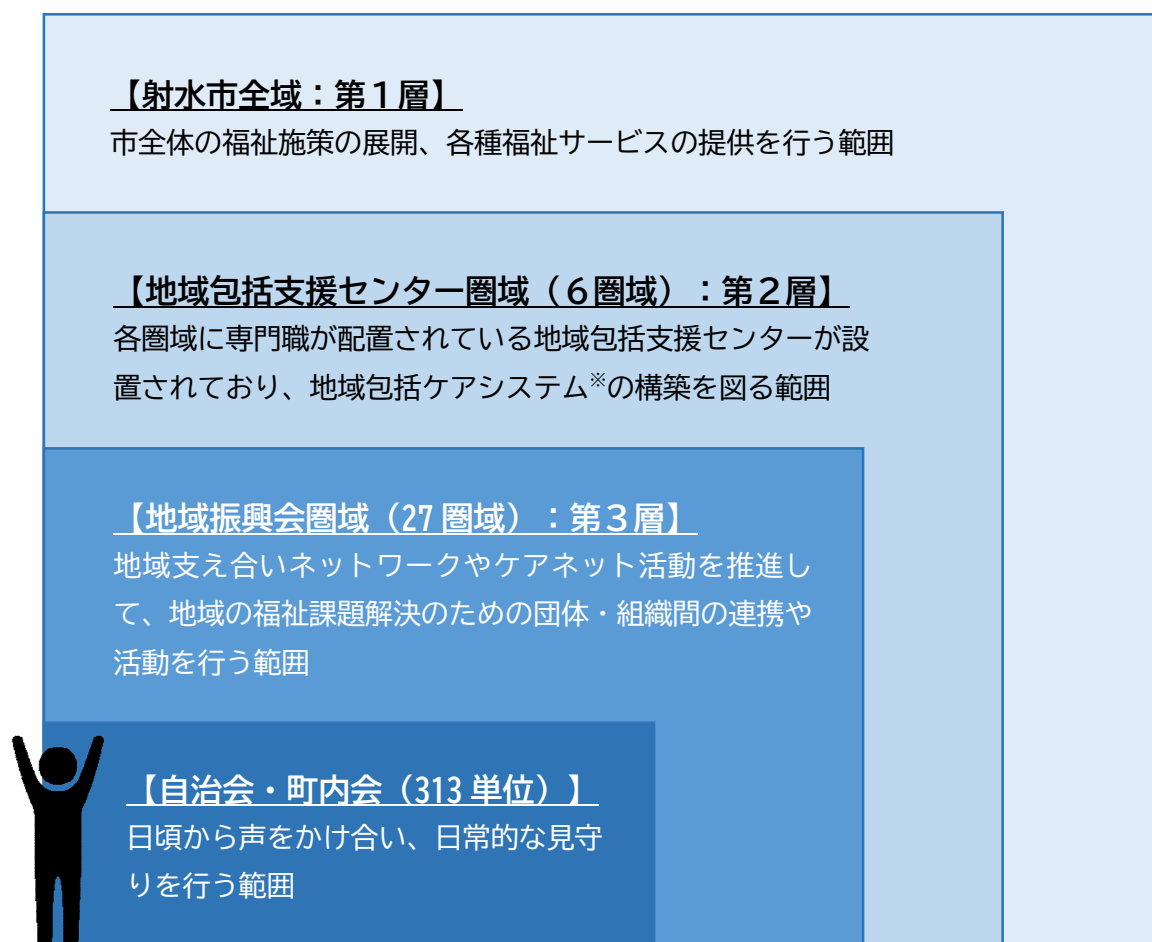 【射水市全域:第1層】
市全体の福祉施策の展開、各種福祉サービスの提供を行う範囲
【地域包括支援センター圏域(6圏域):第2層】
各圏域に専門職が配置されている地域包括支援センターが設
置されており、地域包括ケアシステム※の構築を図る範囲
【地域振興会圏域(27圏域):第3層】
地域支え合いネットワークやケアネット活動を推進し
て、地域の福祉課題解決のための団体・組織間の連携や
活動を行う範囲
【自治会・町内会(313単位)】
日頃から声をかけ合い、日常的な見守
りを行う範囲